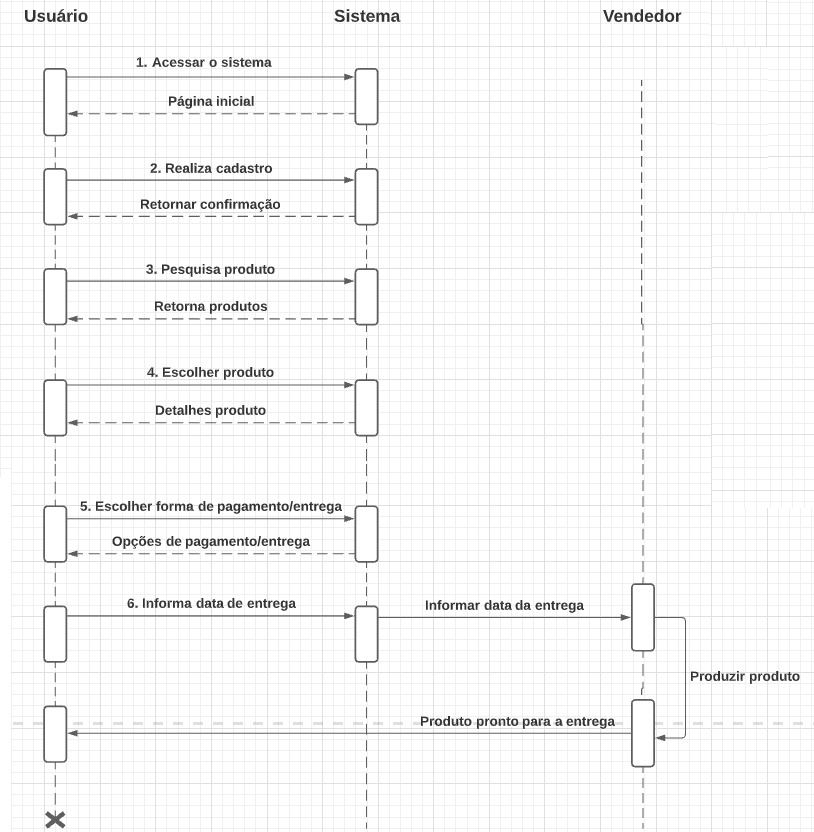 Usuário
Sistema
Vendedor
1. Acessar o sistema
Página inicial
2. Realiza cadastro
Retornar confirmação
3. Pesquisa produto
Retorna produtos
4. Escolher produto
Detalhes produto
5. Escolher forma de pagamento/entrega
Opções de pagamento/entrega
6. Informa data de entrega
Informar data da entrega
Produzir produto
Produto pronto para a entrega